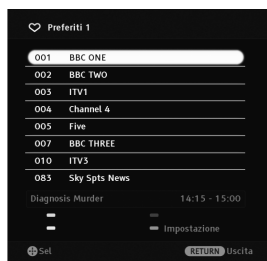 Preferiti 1
001 BBC ONE
002 BBC TWO
003 ITV1
004 Channel 4
005 Five
007 BBC THREE
010 ITV3
083 Sky Spts News
Diagnosis Murder 14:15 - 15:00
Impostazione
Sel RETURN Uscita